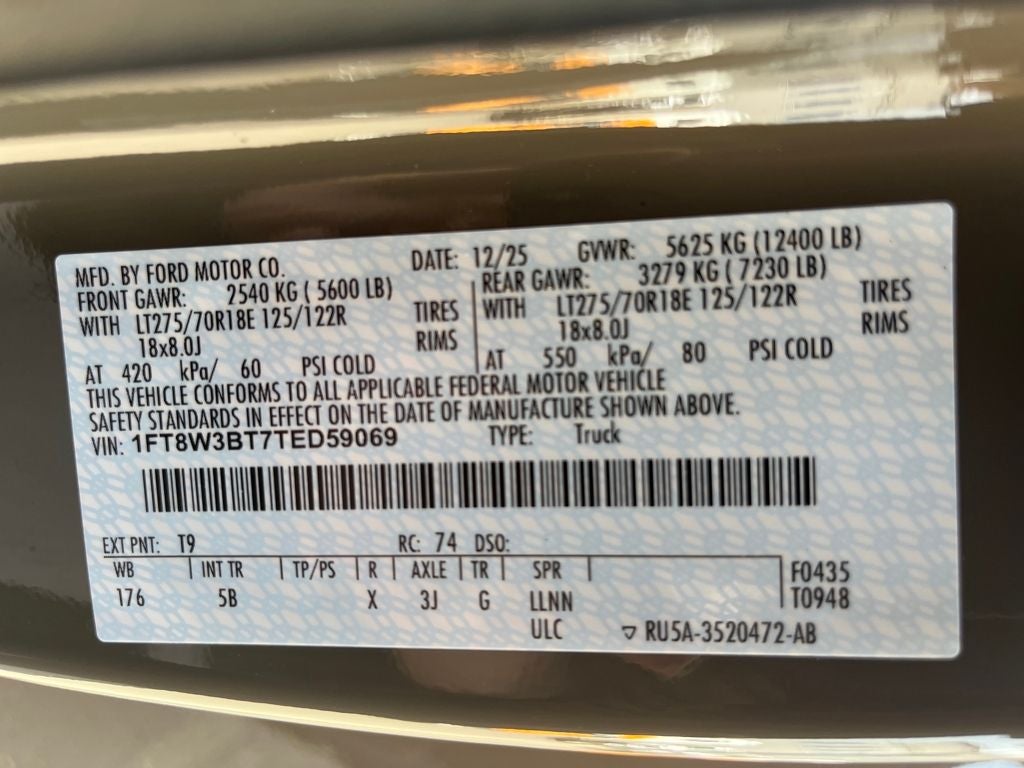 MFD. BY FORD MOTOR CO. DATE: 12/25 GVWR: 5625 KG (12400 LB)
FRONT GAWR: 2540 KG ( 5600 LB) REAR GAWR: 3279 KG ( 7230 LB)
WITH LT275/70R18E 125/122R TIRES WITH LT275/70R18E 125/122R TIRES
18x8.0J RIMS 18x8.0J RIMS
AT 420 kPa/ 60 PSI COLD AT 550 kPa/ 80 PSI COLD
THIS VEHICLE CONFORMS TO ALL APPLICABLE FEDERAL MOTOR VEHICLE
SAFETY STANDARDS IN EFFECT ON THE DATE OF MANUFACTURE SHOWN ABOVE.
VIN: 1FT8W3BT7TED59069 TYPE: Truck
EXT PNT: T9 RC: 74 DSO:
WB INT TR TP/PS R AXLE TR SPR F0435
176 5B X 3J G LLNN T0948
ULC RU5A-3520472-AB